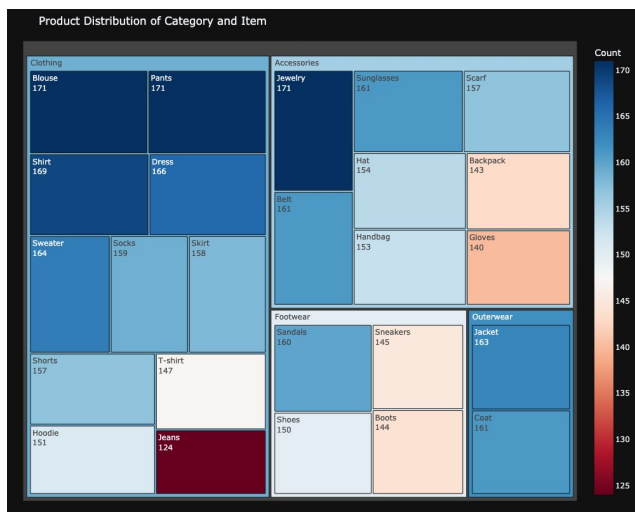 Product Distribution of Category and Item
Clothing
Blouse
171
Pants
171
Shirt
169
Dress
166
Sweater
164
Socks
159
Skirt
158
Shorts
157
T-shirt
147
Hoodie
151
Jeans
124
Accessories
Jewelry
171
Sunglasses
161
Scarf
157
Belt
161
Hat
154
Backpack
143
Handbag
153
Gloves
140
Footwear
Sandals
160
Sneakers
145
Shoes
150
Boots
144
Outerwear
Jacket
163
Coat
161
Count
170
165
160
155
150
145
140
135
130
125